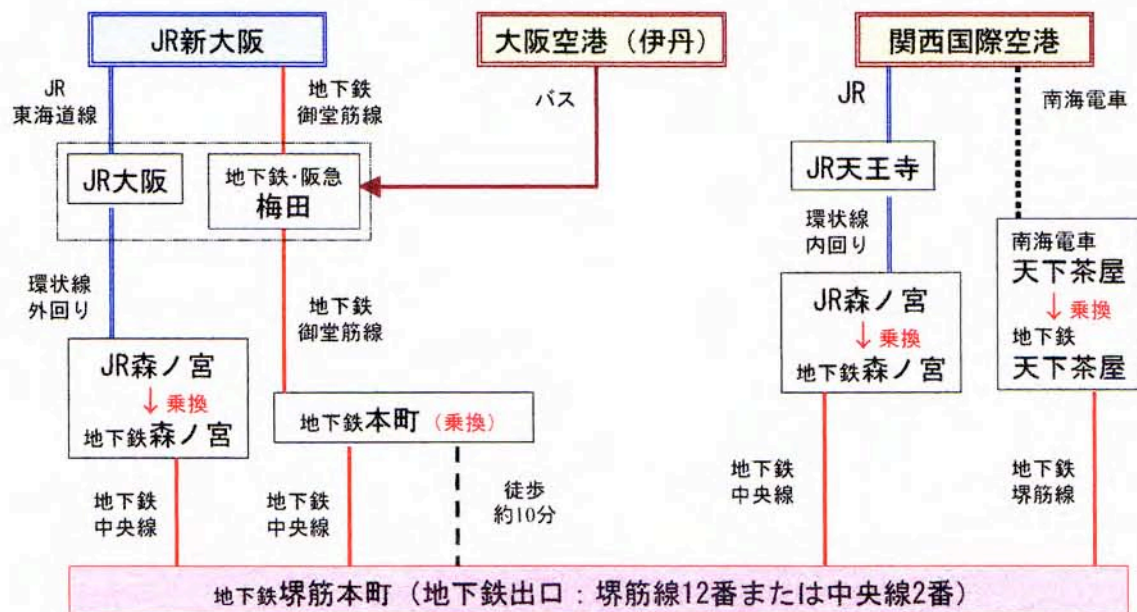 JR新大阪
大阪空港（伊丹）
関西国際空港
JR
東海道線
地下鉄
御堂筋線
バス
JR
南海電車
JR大阪
地下鉄・阪急
梅田
JR天王寺
環状線
外回り
地下鉄
御堂筋線
環状線
内回り
南海電車
天下茶屋
↓乗換
地下鉄
天下茶屋
JR森ノ宮
↓乗換
地下鉄森ノ宮
地下鉄本町（乗換）
JR森ノ宮
↓乗換
地下鉄森ノ宮
地下鉄
中央線
地下鉄
中央線
徒歩
約10分
地下鉄
中央線
地下鉄
堺筋線
地下鉄堺筋本町（地下鉄出口：堺筋線12番または中央線2番）